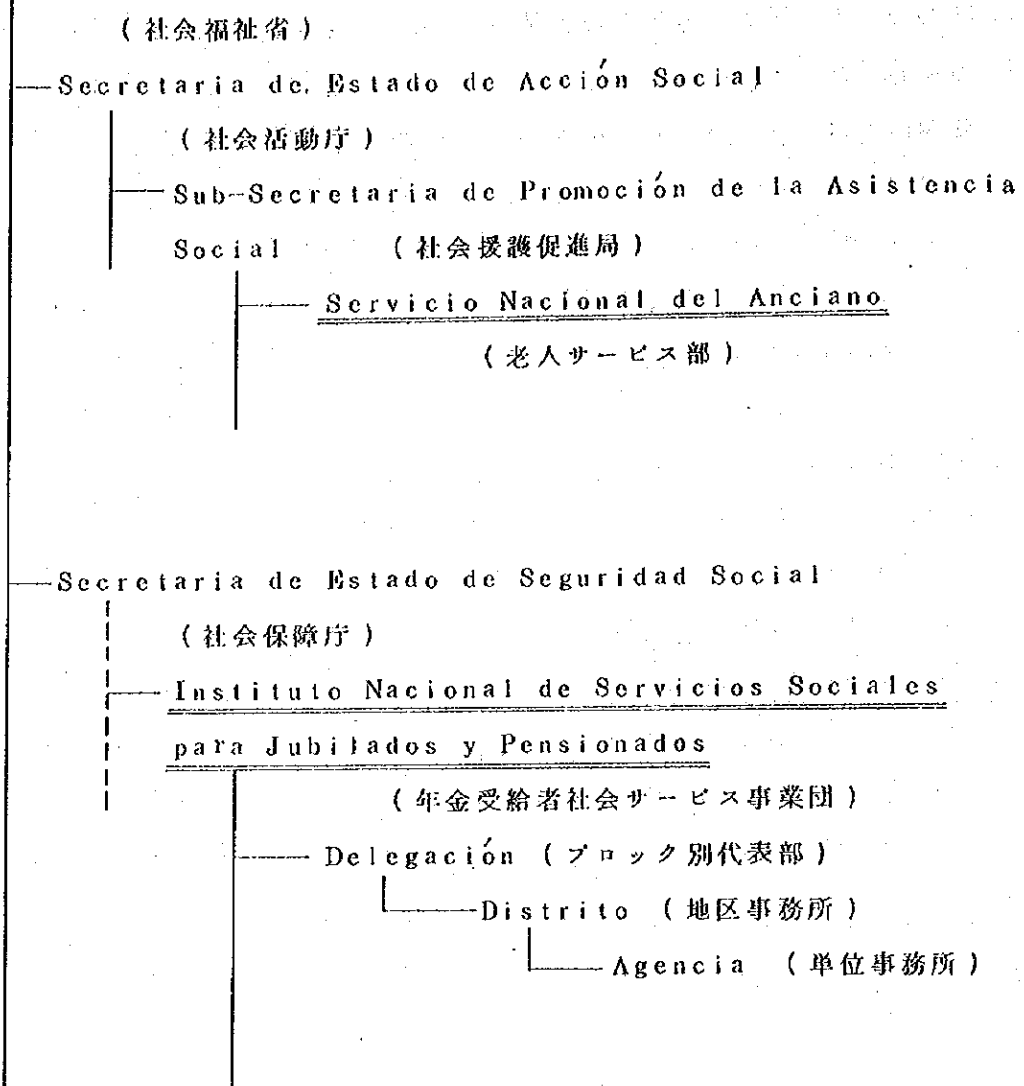 (社会福祉省)
Secretaria de Estado de Acción Social
(社会活動庁)
Sub-Secretaria de Promoción de la Asistencia
Social (社会援護促進局)
Servicio Nacional del Anciano
(老人サービス部)
Secretaria de Estado de Seguridad Social
(社会保障庁)
Instituto Nacional de Servicios Sociales
para Jubilados y Pensionados
(年金受給者社会サービス事業団)
Delegación (ブロック別代表部)
Distrito (地区事務所)
Agencia (単位事務所)